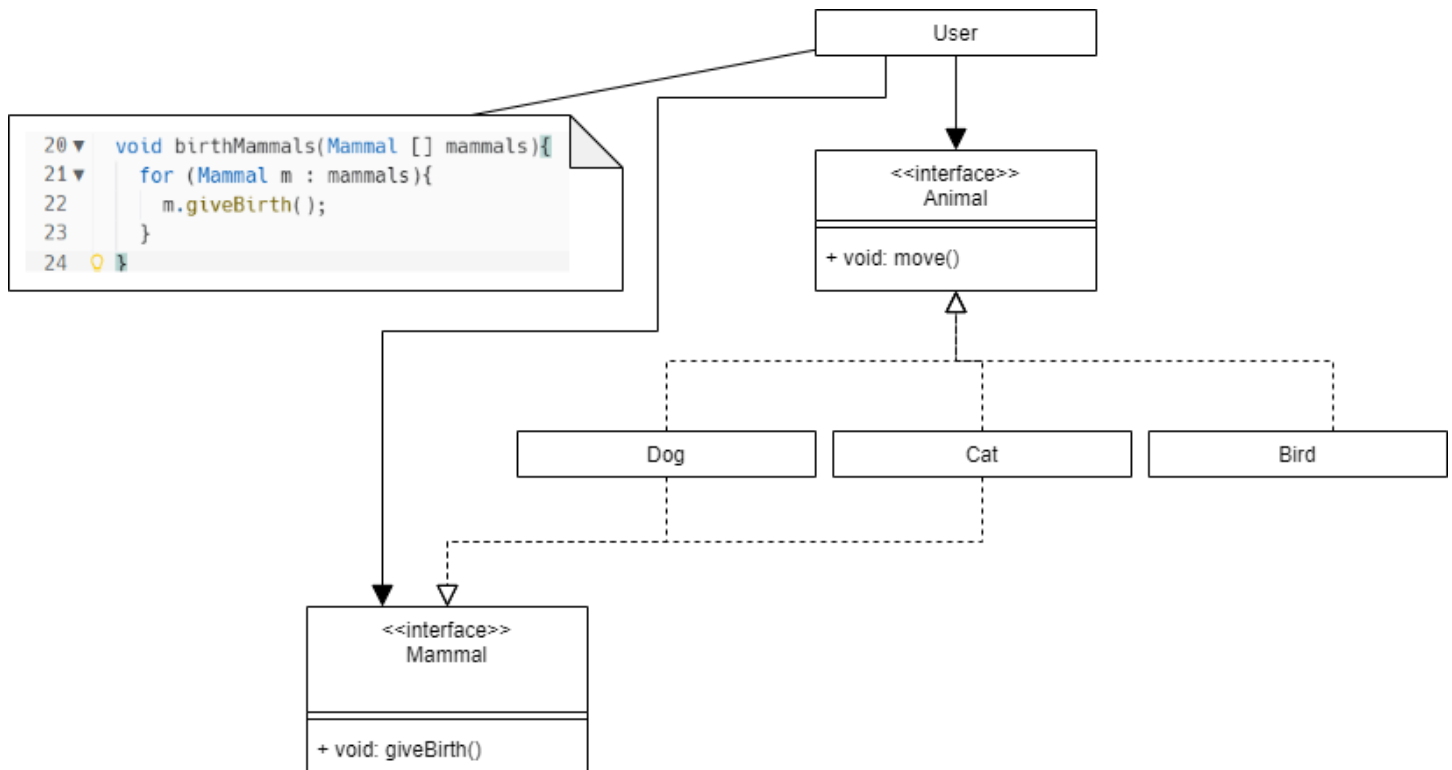 User
20 void birthMammals(Mammal [] mammals){
21 for (Mammal m : mammals){
22 m.giveBirth();
23 }
24 }
<<interface>>
Animal
+ void: move()
Dog
Cat
Bird
<<interface>>
Mammal
+ void: giveBirth()